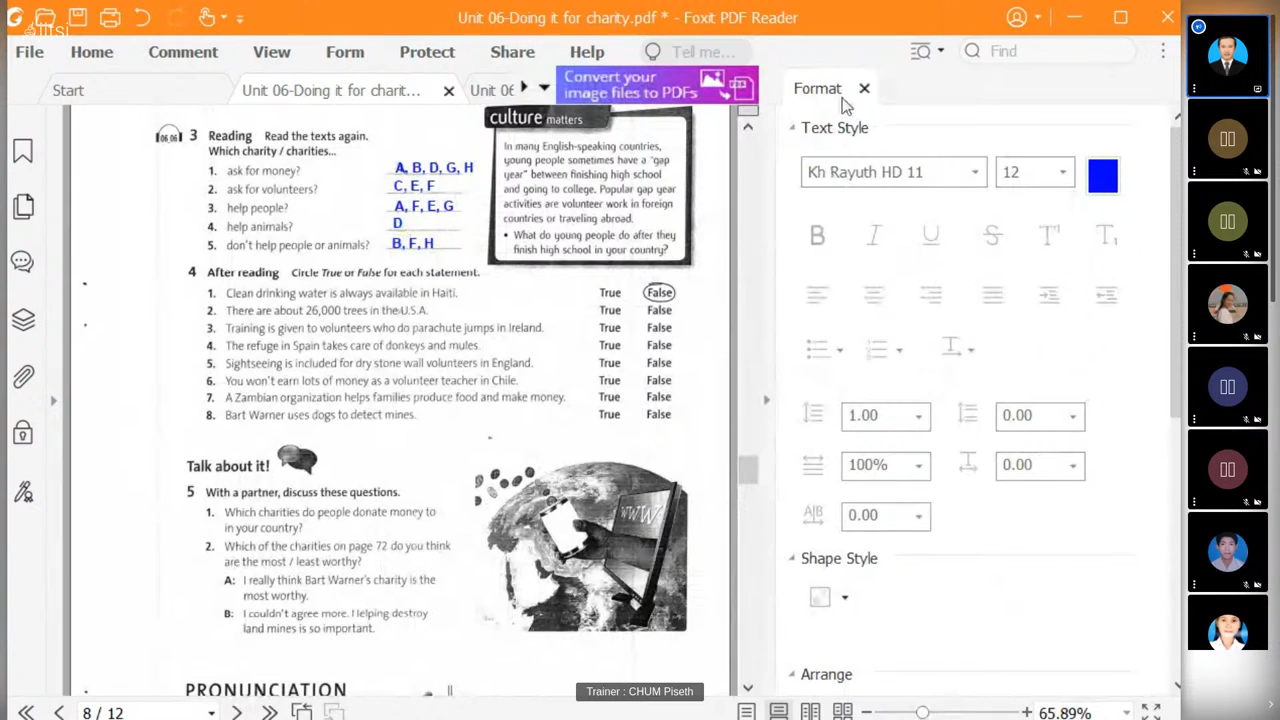 Unit 06-Doing it for charity.pdf * - Foxit PDF Reader
File Home Comment View Form Protect Share Help Tell me... Find
Start
Unit 06-Doing it for charit...
Unit 06
Convert your
image files to PDFs
Format
06.06
3 Reading Read the texts again.
Which charity / charities...
1. ask for money? A, B, D, G, H
2. ask for volunteers? C, E, F
3. help people? A, F, E, G
4. help animals? D
5. don't help people or animals? B, F, H
culture matters
In many English-speaking countries,
young people sometimes have a "gap
year" between finishing high school
and going to college. Popular gap year
activities are volunteer work in foreign
countries or traveling abroad.
• What do young people do after they
finish high school in your country?
4 After reading Circle True or False for each statement.
1. Clean drinking water is always available in Haiti. True False
2. There are about 26,000 trees in the U.S.A. True False
3. Training is given to volunteers who do parachute jumps in Ireland. True False
4. The refuge in Spain takes care of donkeys and mules. True False
5. Sightseeing is included for dry stone wall volunteers in England. True False
6. You won't earn lots of money as a volunteer teacher in Chile. True False
7. A Zambian organization helps families produce food and make money. True False
8. Bart Warner uses dogs to detect mines. True False
Talk about it!
5 With a partner, discuss these questions.
1. Which charities do people donate money to
in your country?
2. Which of the charities on page 72 do you think
are the most / least worthy?
A: I really think Bart Warner's charity is the
most worthy.
B: I couldn't agree more. Helping destroy
land mines is so important.
WWW
PRONUNCIATION
Text Style
Kh Rayuth HD 11 12
B I U S T T
1.00 0.00
100% 0.00
A|B 0.00
Shape Style
Arrange
Trainer : CHUM Piseth
8 / 12
65.89%